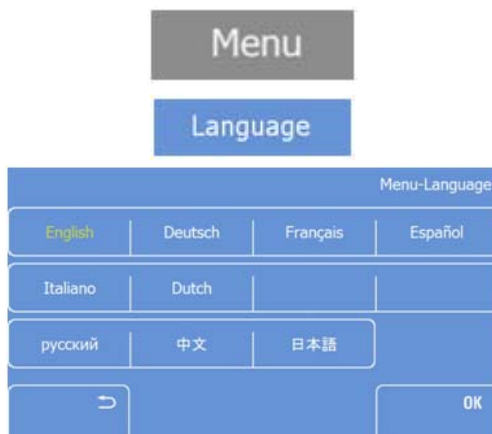 Menu
Language
Menu-Language
English Deutsch Français Español
Italiano Dutch
русский 中文 日本語
OK